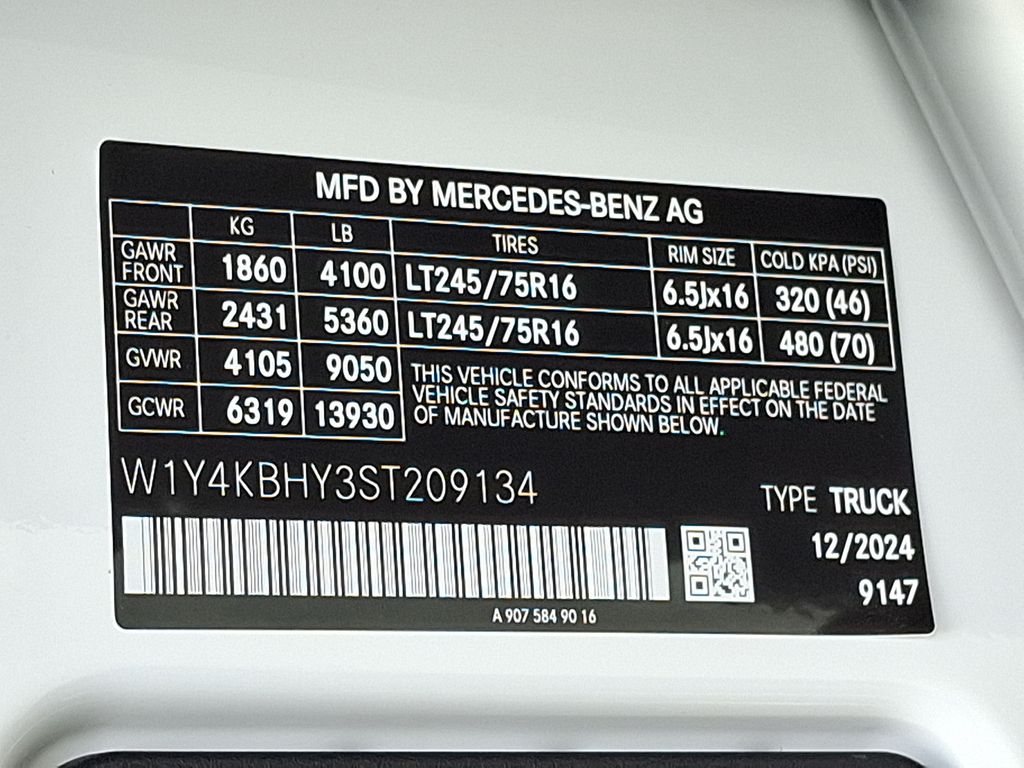 MFD BY MERCEDES-BENZ AG
KG LB TIRES RIM SIZE COLD KPA (PSI)
GAWR FRONT 1860 4100 LT245/75R16 6.5Jx16 320 (46)
GAWR REAR 2431 5360 LT245/75R16 6.5Jx16 480 (70)
GVWR 4105 9050
GCWR 6319 13930
THIS VEHICLE CONFORMS TO ALL APPLICABLE FEDERAL
VEHICLE SAFETY STANDARDS IN EFFECT ON THE DATE
OF MANUFACTURE SHOWN BELOW.
W1Y4KBHY3ST209134
TYPE TRUCK
12/2024
9147
A 907 584 90 16